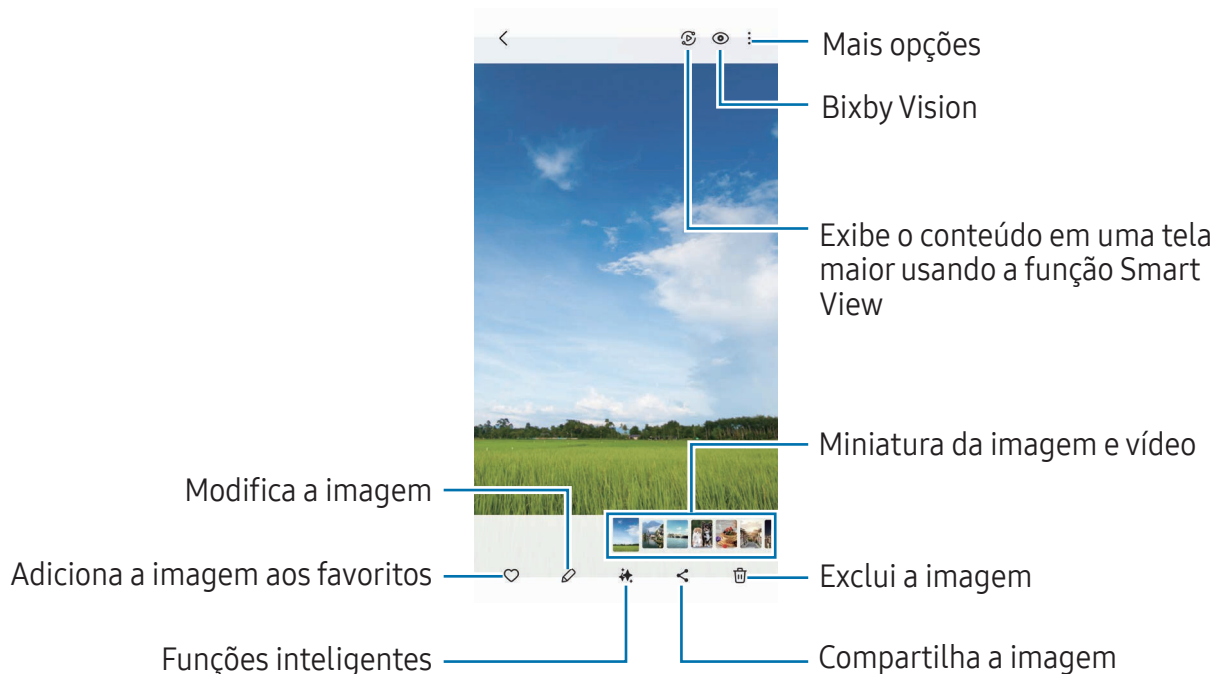 Mais opções
Bixby Vision
Exibe o conteúdo em uma tela
maior usando a função Smart
View
Miniatura da imagem e vídeo
Modifica a imagem
Adiciona a imagem aos favoritos
Exclui a imagem
Funções inteligentes
Compartilha a imagem